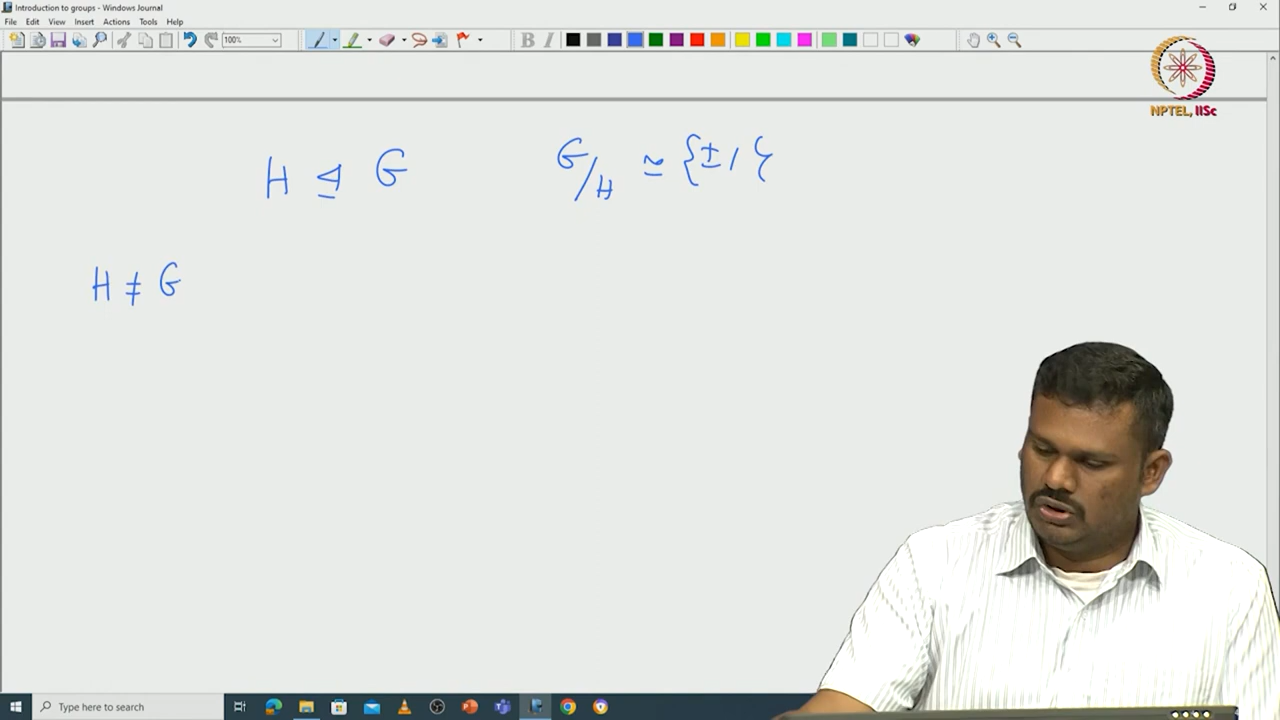 Introduction to groups - Windows Journal
File Edit View Insert Actions Tools Help
100% B I
NPTEL, IISc
H ⊴ G G/H ≃ {±1}
H ≠ G
Type here to search